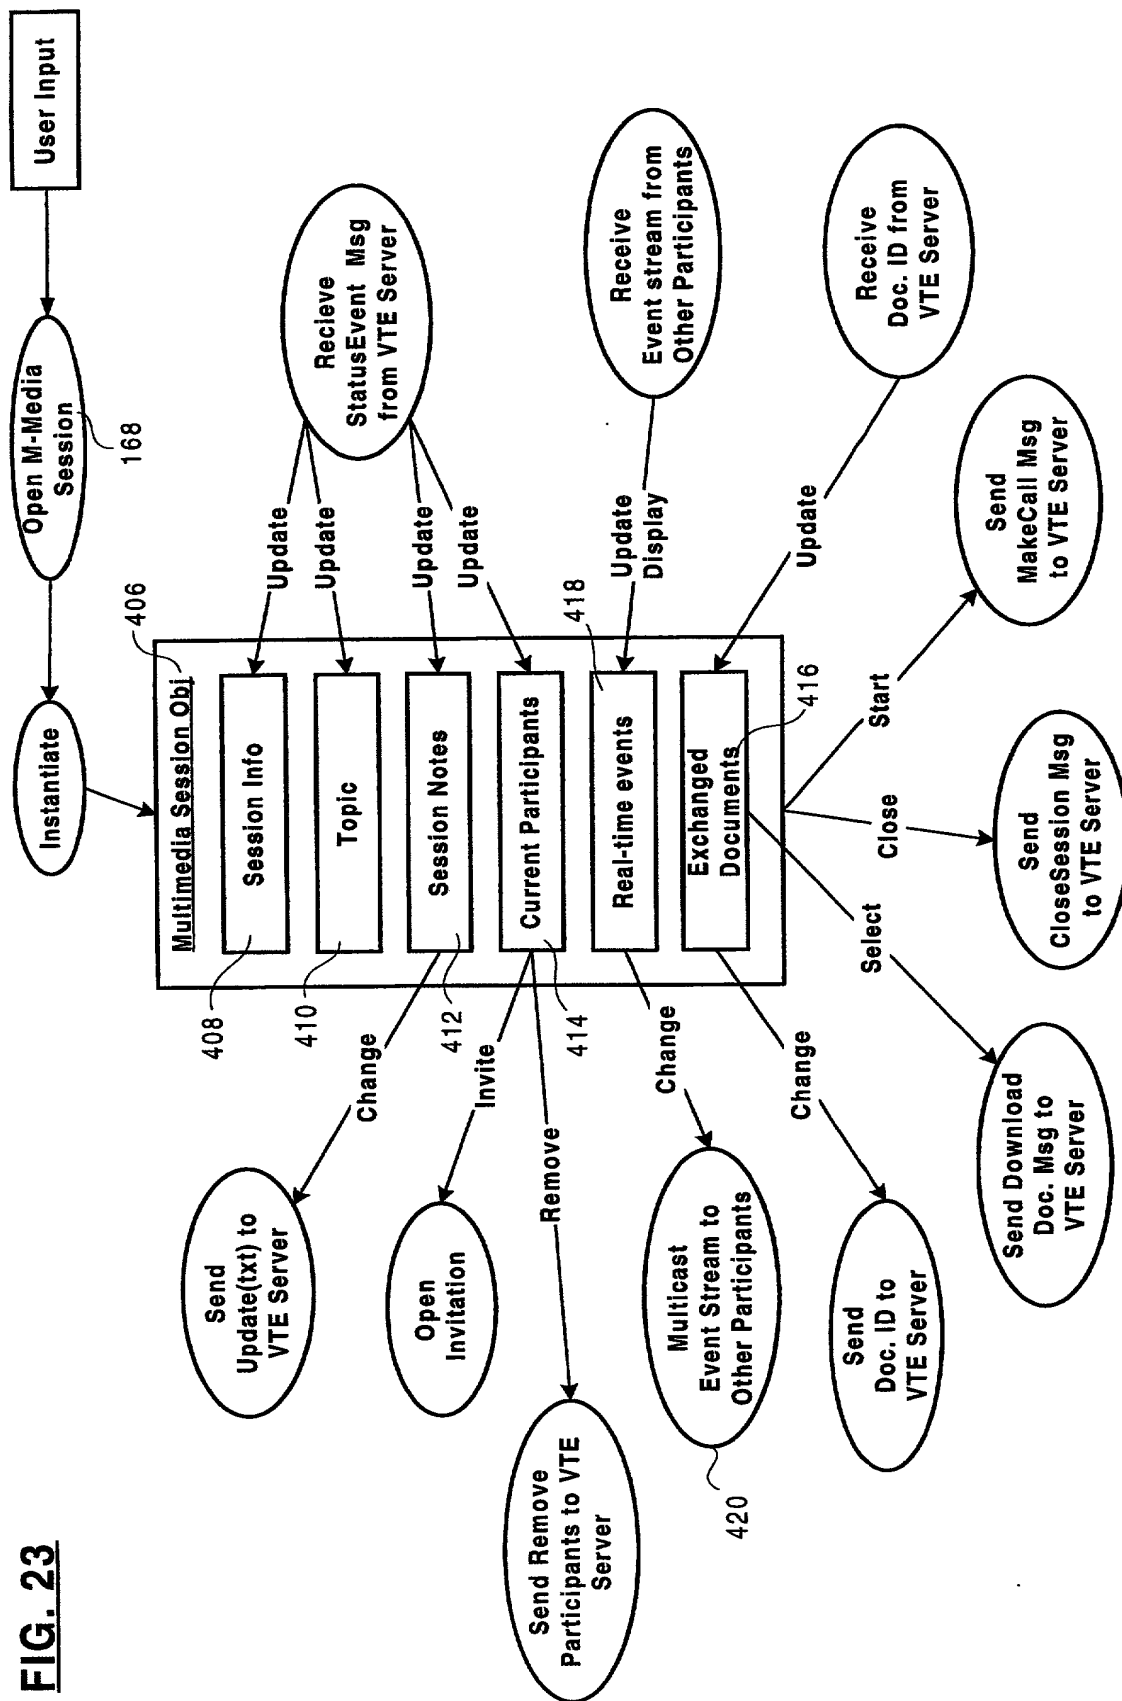 FIG. 23
User Input
Open M-Media
Session
168
Instantiate
406
Multimedia Session Obj
Session Info
408
Topic
410
Session Notes
412
Current Participants
414
Real-time events
418
Exchanged
Documents
416
Update
Update
Update
Update
Recieve
StatusEvent Msg
from VTE Server
Update
Display
Receive
Event stream from
Other Participants
Update
Receive
Doc. ID from
VTE Server
Change
Send
Update(txt) to
VTE Server
Invite
Open
Invitation
Remove
Send Remove
Participants to VTE
Server
Change
Multicast
Event Stream to
Other Participants
420
Change
Send
Doc. ID to
VTE Server
Select
Send Download
Doc. Msg to
VTE Server
Close
Send
CloseSession Msg
to VTE Server
Start
Send
MakeCall Msg
to VTE Server